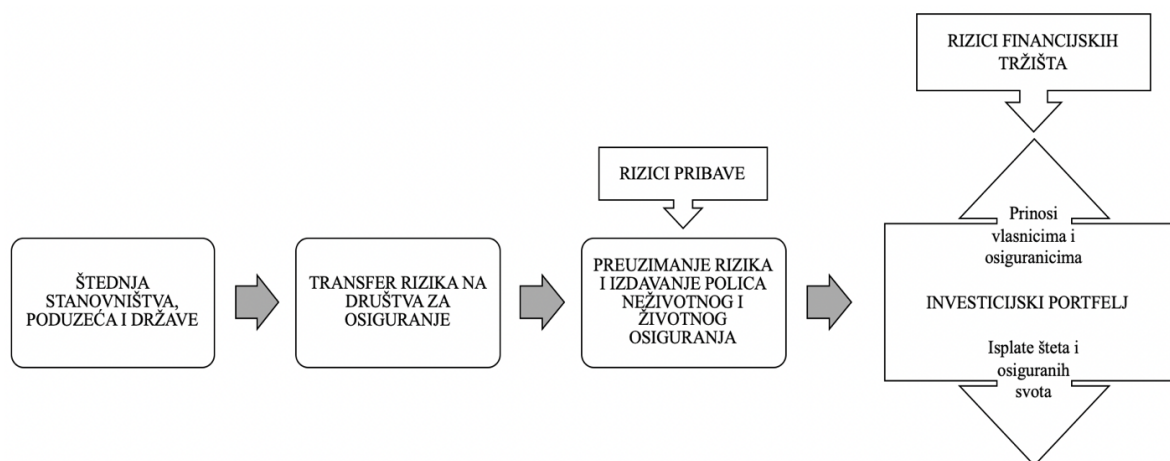 ŠTEDNJA
STANOVNIŠTVA,
PODUZEĆA I DRŽAVE
TRANSFER RIZIKA NA
DRUŠTVA ZA
OSIGURANJE
RIZICI PRIBAVE
PREUZIMANJE RIZIKA
I IZDAVANJE POLICA
NEŽIVOTNOG I
ŽIVOTNOG
OSIGURANJA
RIZICI FINANCIJSKIH
TRŽIŠTA
Prinosi
vlasnicima i
osiguranicima
INVESTICIJSKI PORTFELJ
Isplate šteta i
osiguranih
svota